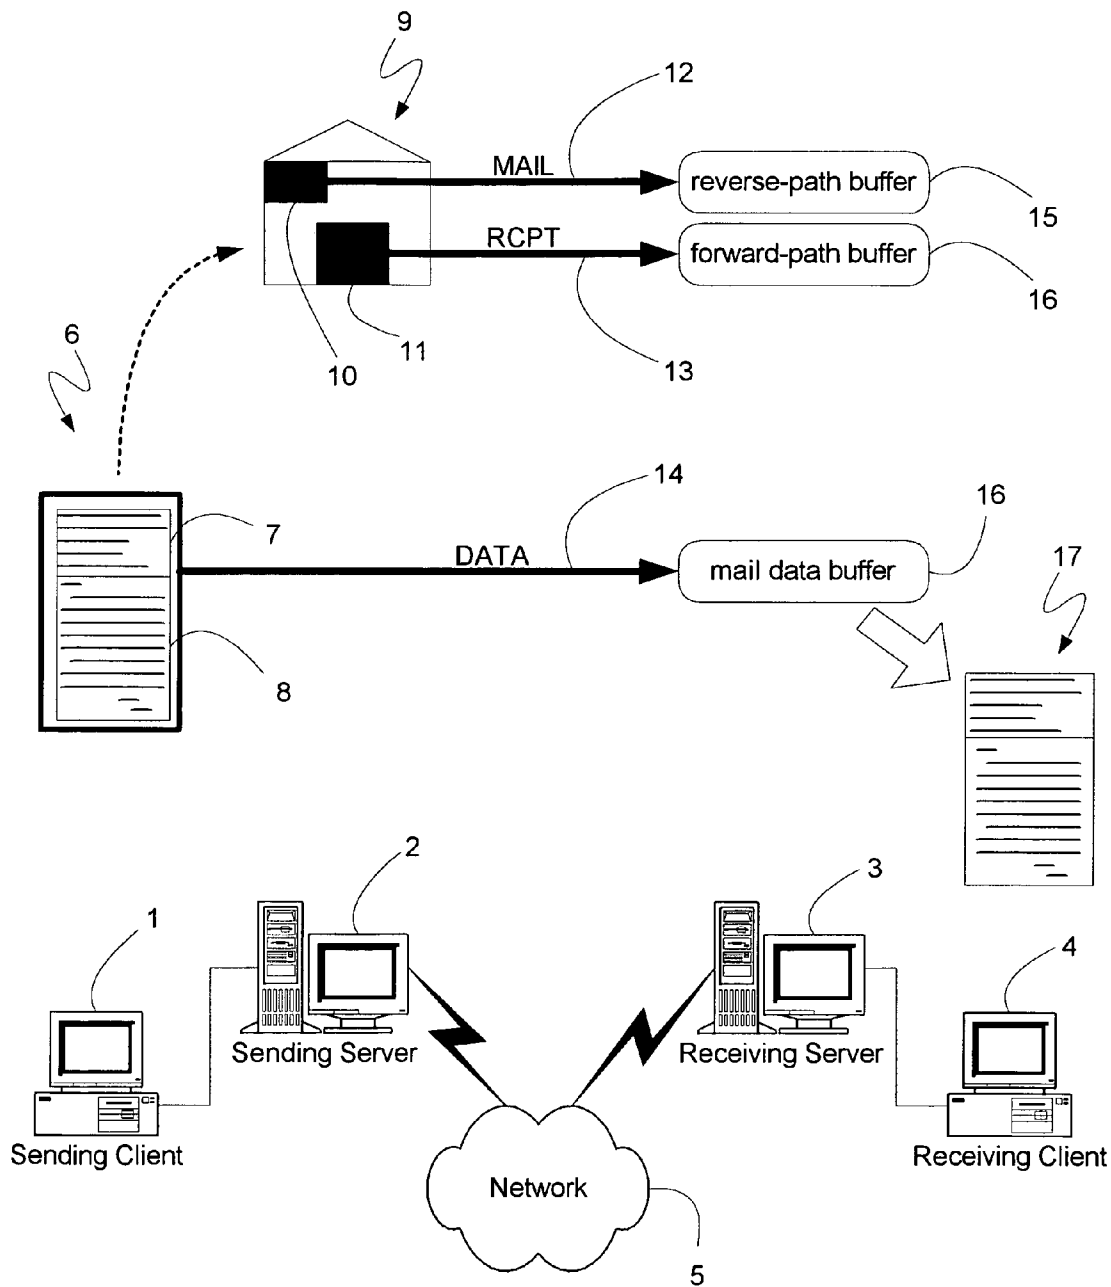 9
12
MAIL
reverse-path buffer
15
RCPT
forward-path buffer
16
6
10
11
13
14
16
7
DATA
mail data buffer
17
8
2
3
1
4
Sending Server
Receiving Server
Sending Client
Receiving Client
Network
5